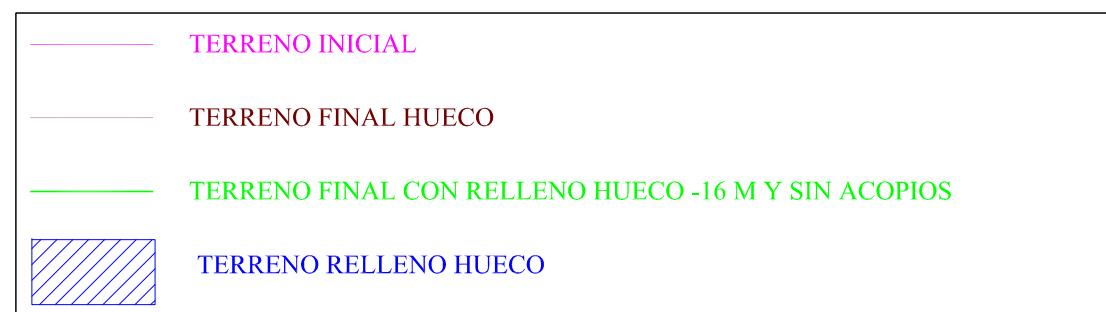 TERRENO INICIAL
TERRENO FINAL HUECO
TERRENO FINAL CON RELLENO HUECO -16 M Y SIN ACOPIOS
TERRENO RELLENO HUECO